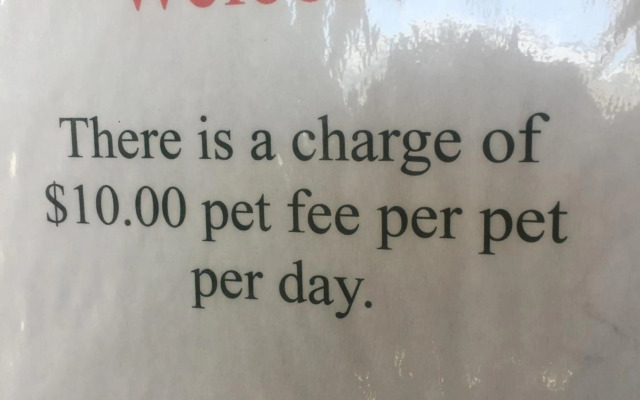 There is a charge of
$10.00 pet fee per pet
per day.